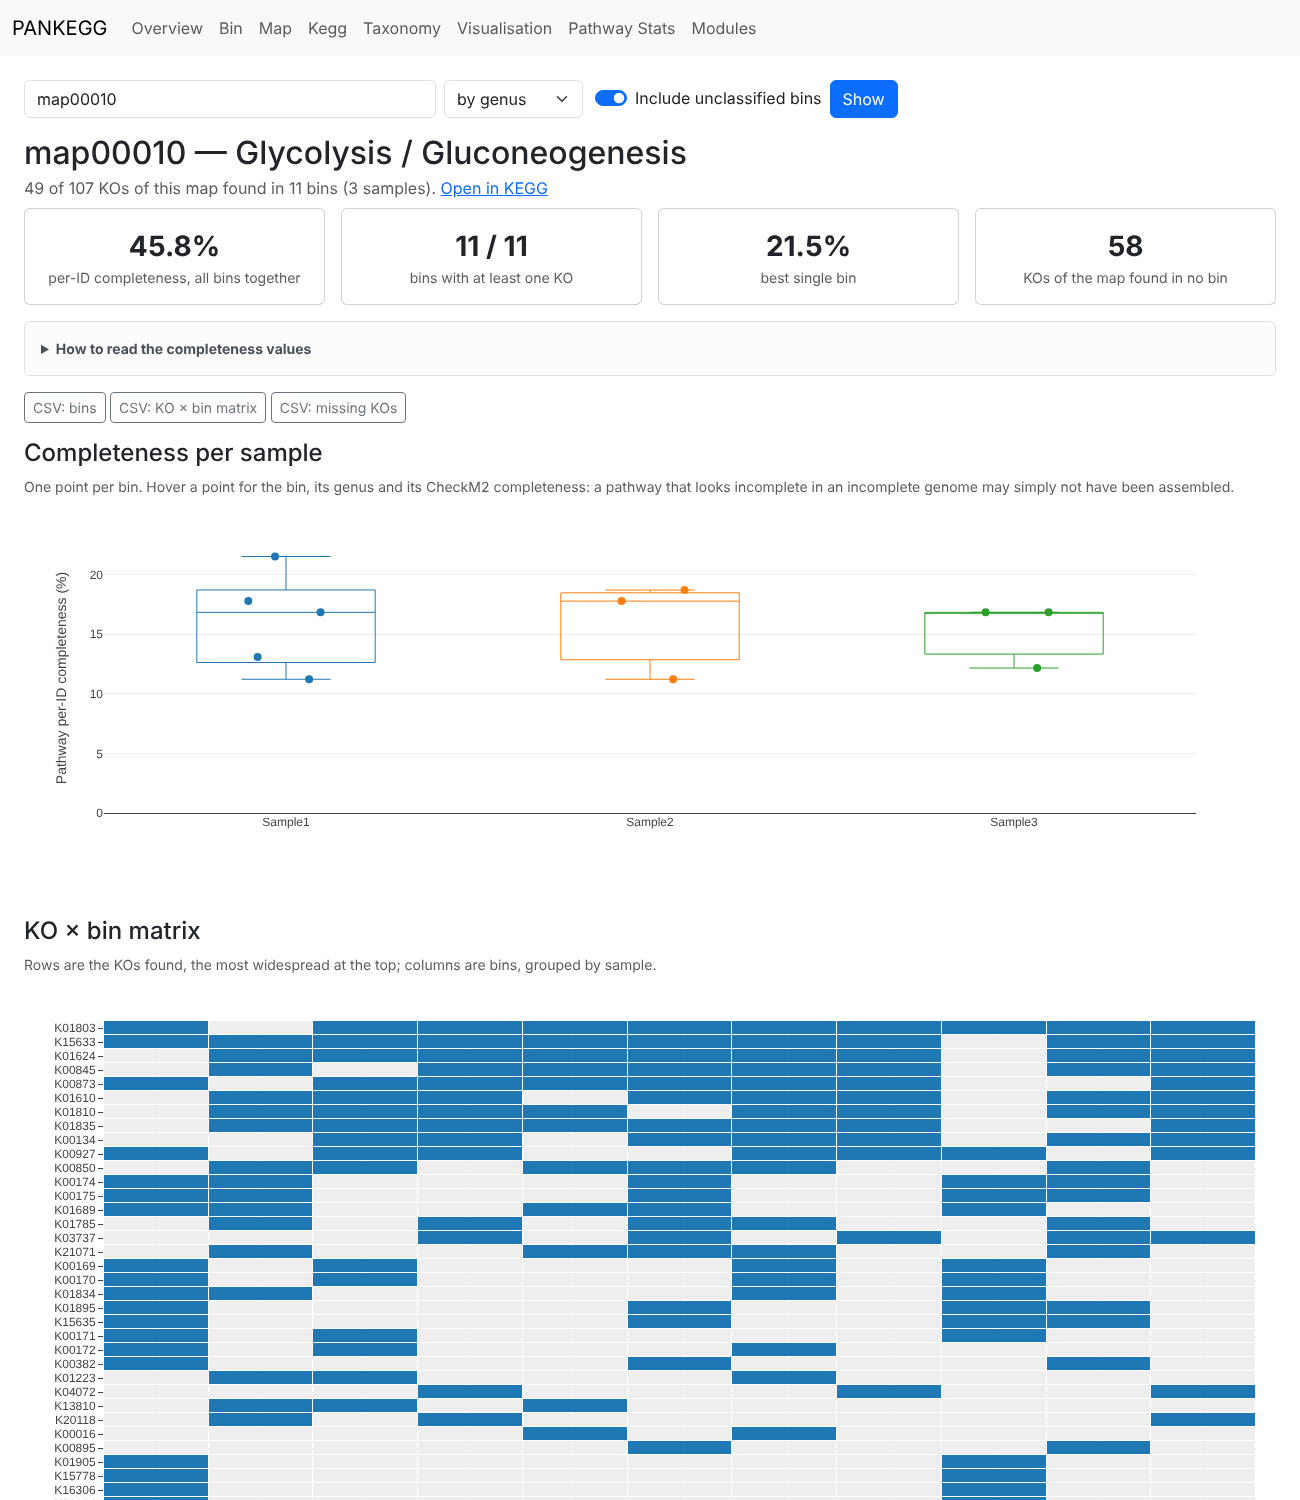 PANKEGG Overview Bin Map Kegg Taxonomy Visualisation Pathway Stats Modules
map00010 by genus Include unclassified bins Show
map00010 — Glycolysis / Gluconeogenesis
49 of 107 KOs of this map found in 11 bins (3 samples). Open in KEGG
45.8% 11 / 11 21.5% 58
per-ID completeness, all bins together bins with at least one KO best single bin KOs of the map found in no bin
How to read the completeness values
CSV: bins CSV: KO × bin matrix CSV: missing KOs
Completeness per sample
One point per bin. Hover a point for the bin, its genus and its CheckM2 completeness: a pathway that looks incomplete in an incomplete genome may simply not have been assembled.
Pathway per-ID completeness (%)
20
15
10
5
0
Sample1 Sample2 Sample3
KO × bin matrix
Rows are the KOs found, the most widespread at the top; columns are bins, grouped by sample.
K01803
K15633
K01624
K00845
K00873
K01610
K01810
K01835
K00134
K00927
K00850
K00174
K00175
K01689
K01785
K03737
K21071
K00169
K00170
K01834
K01895
K15635
K00171
K00172
K00382
K01223
K04072
K13810
K20118
K00016
K00895
K01905
K15778
K16306